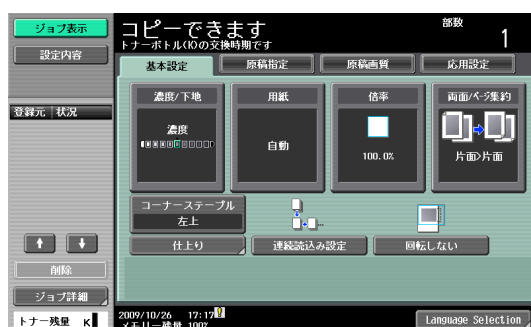 ジョブ表示
設定内容
登録元 状況
削除
ジョブ詳細
トナー残量 K
コピーできます
トナーボトル(K)の交換時期です
部数
1
基本設定
原稿指定
原稿画質
応用設定
濃度/下地
濃度
用紙
自動
倍率
100.0%
両面/ページ集約
片面>片面
コーナーステープル
左上
仕上り
連続読込み設定
回転しない
2009/10/26 17:17
メモリー残量 100%
Language Selection